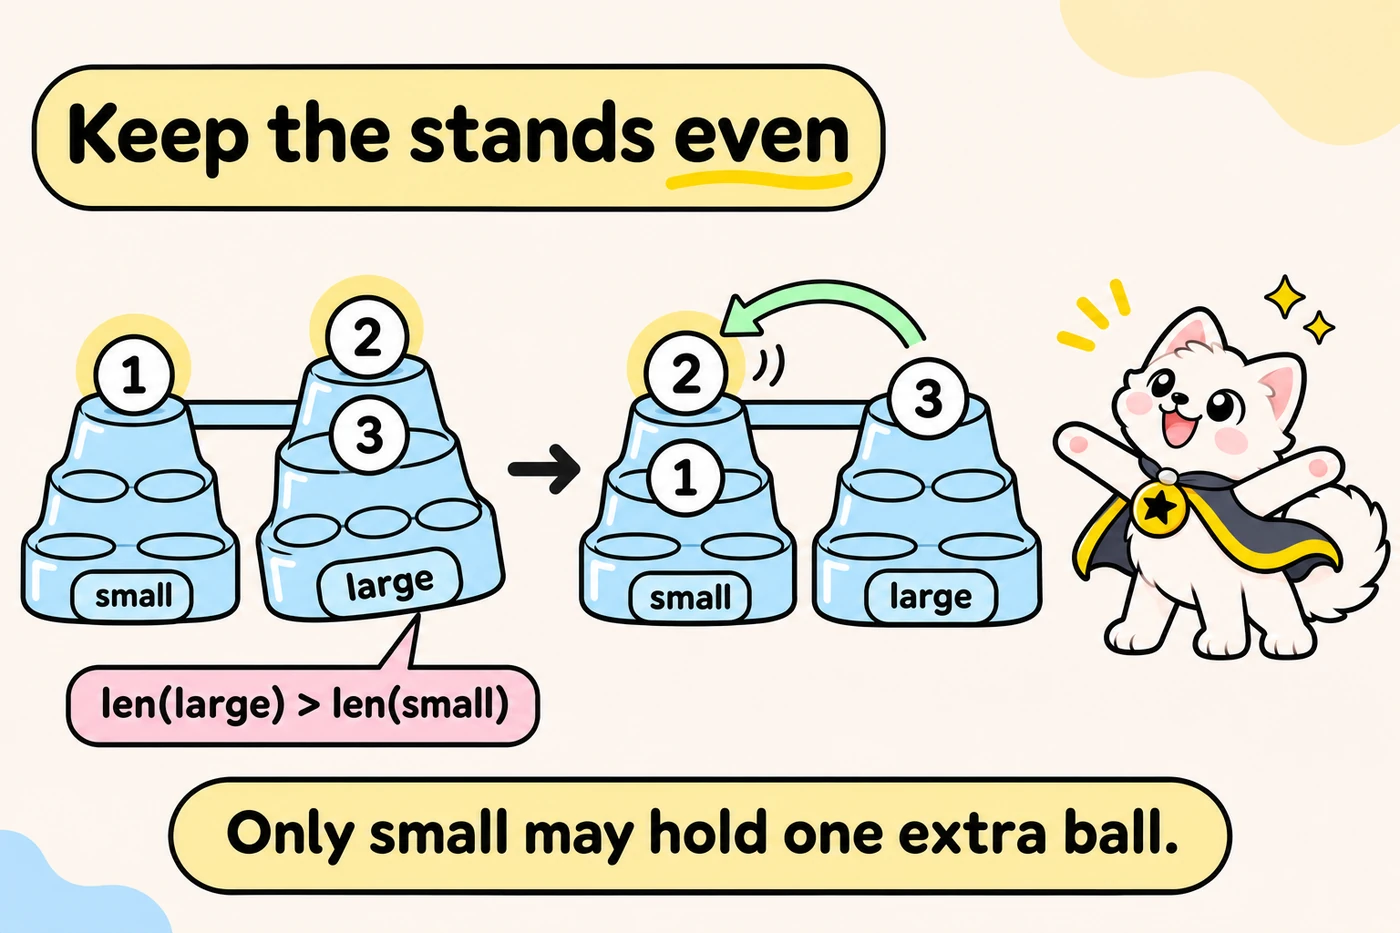 Keep the stands even
1
2
3
small
large
2
1
3
small
large
len(large) > len(small)
Only small may hold one extra ball.